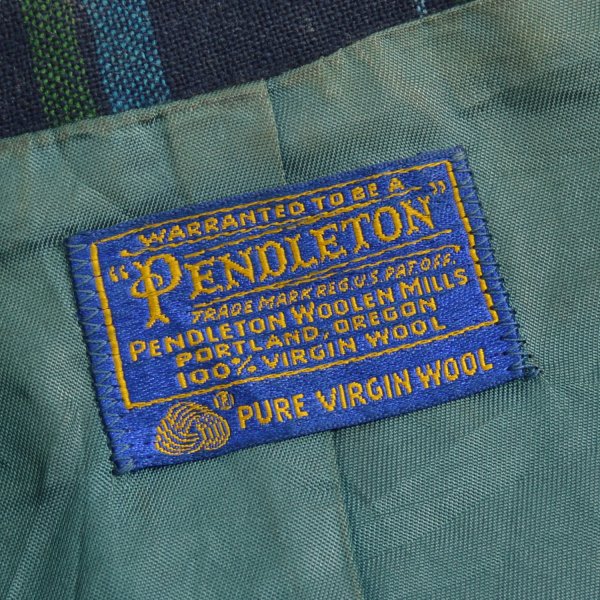 WARRANTED TO BE A
"PENDLETON"
TRADE MARK REG U.S. PAT. OFF.
PENDLETON WOOLEN MILLS
PORTLAND, OREGON
100% VIRGIN WOOL
® PURE VIRGIN WOOL